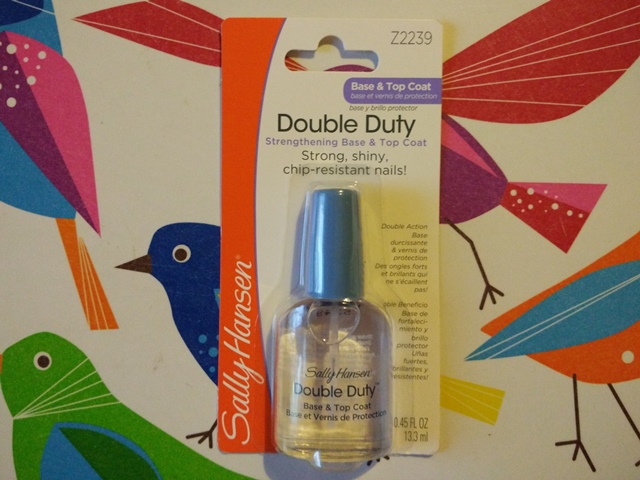 Z2239
Base & Top Coat
base et vernis de protection
base y brillo protector
Double Duty
Strengthening Base & Top Coat
Strong, shiny,
chip-resistant nails!
Double Action
Base
durcissante
& vernis de
protection
Des ongles forts
et brillants qui
ne s'écaillent
pas!
ble Beneficio
Base de
fortaleci-
miento y
brillo
protector
Uñas
fuertes,
brillantes y
resistentes!
Sally Hansen®
Sally Hansen®
Double Duty™
Base & Top Coat
Base et Vernis de Protection
0.45 FL OZ
13.3 ml